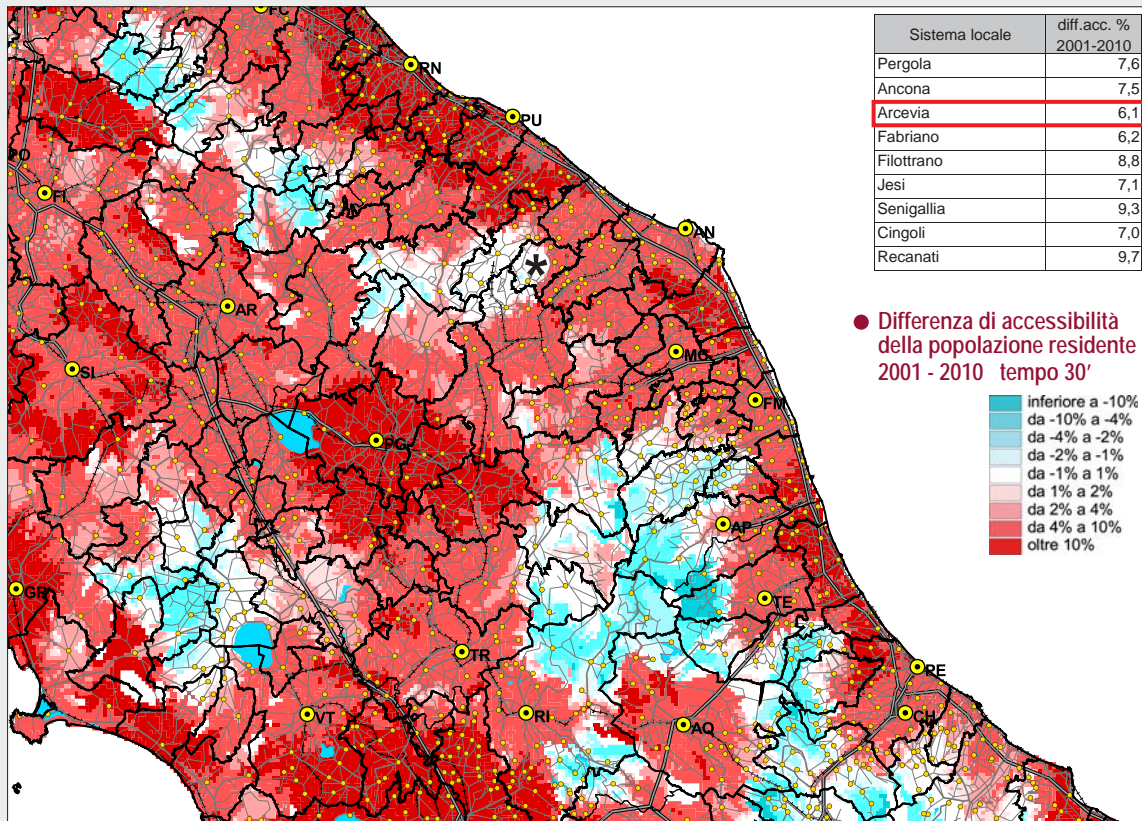 Sistema locale diff.acc. % 2001-2010
Pergola 7,6
Ancona 7,5
Arcevia 6,1
Fabriano 6,2
Filottrano 8,8
Jesi 7,1
Senigallia 9,3
Cingoli 7,0
Recanati 9,7
● Differenza di accessibilità
della popolazione residente
2001 - 2010 tempo 30'
inferiore a -10%
da -10% a -4%
da -4% a -2%
da -2% a -1%
da -1% a 1%
da 1% a 2%
da 2% a 4%
da 4% a 10%
oltre 10%
FC
RN
PU
FI
AN
*
AR
MC
SI
FM
PG
AP
GR
TE
TR
PE
VT
RI
AQ
CH